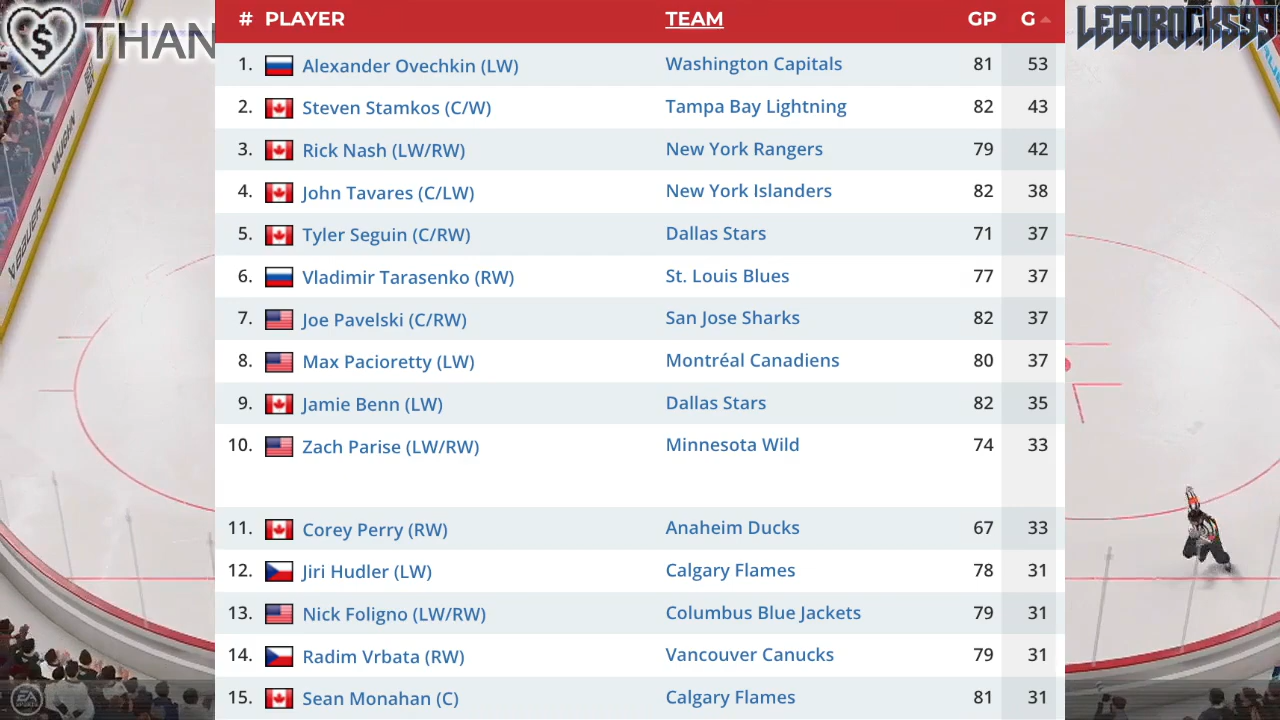 THAN
LEGOROCKS99
# PLAYER TEAM GP G
1. Alexander Ovechkin (LW) Washington Capitals 81 53
2. Steven Stamkos (C/W) Tampa Bay Lightning 82 43
3. Rick Nash (LW/RW) New York Rangers 79 42
4. John Tavares (C/LW) New York Islanders 82 38
5. Tyler Seguin (C/RW) Dallas Stars 71 37
6. Vladimir Tarasenko (RW) St. Louis Blues 77 37
7. Joe Pavelski (C/RW) San Jose Sharks 82 37
8. Max Pacioretty (LW) Montréal Canadiens 80 37
9. Jamie Benn (LW) Dallas Stars 82 35
10. Zach Parise (LW/RW) Minnesota Wild 74 33
11. Corey Perry (RW) Anaheim Ducks 67 33
12. Jiri Hudler (LW) Calgary Flames 78 31
13. Nick Foligno (LW/RW) Columbus Blue Jackets 79 31
14. Radim Vrbata (RW) Vancouver Canucks 79 31
15. Sean Monahan (C) Calgary Flames 81 31
VAUGHN
BAUER
EA
SPORTS